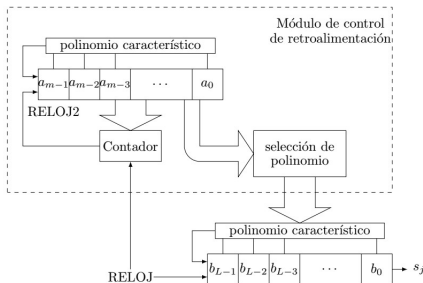 Módulo de control
de retroalimentación
polinomio característico
a_{m−1} a_{m−2} a_{m−3} · · · a_0
RELOJ2
Contador
selección de
polinomio
polinomio característico
b_{L−1} b_{L−2} b_{L−3} · · · b_0 s_j
RELOJ